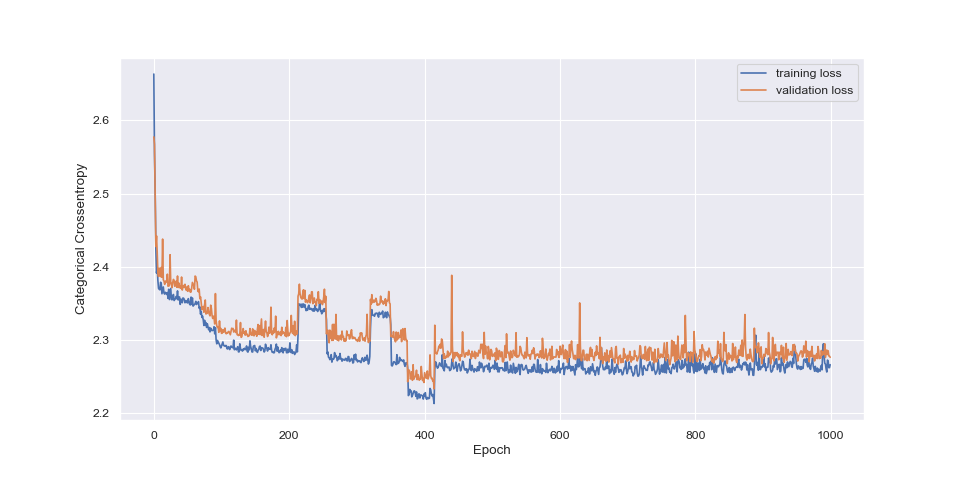 training loss
validation loss
2.6
2.5
2.4
2.3
2.2
Categorical Crossentropy
0
200
400
600
800
1000
Epoch